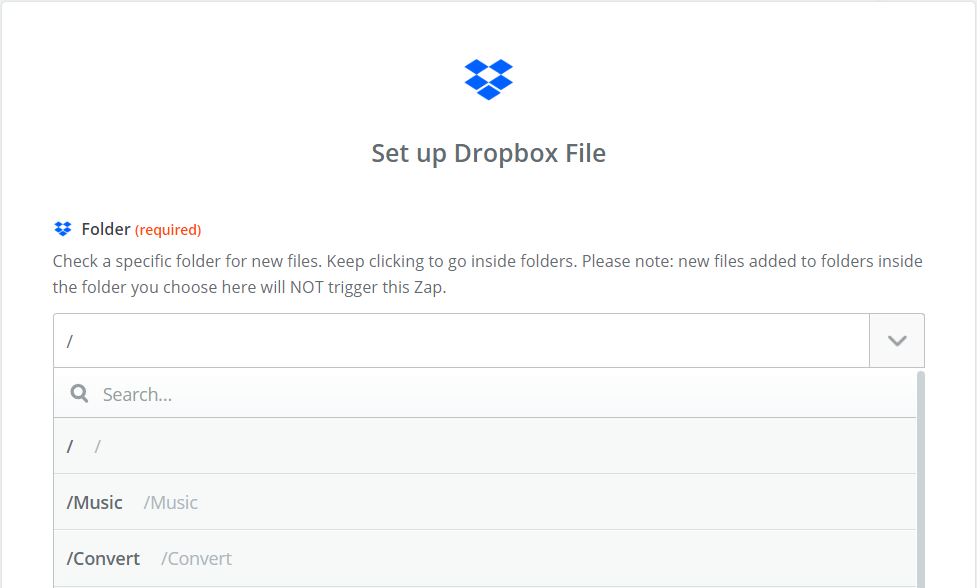 Set up Dropbox File
Folder (required)
Check a specific folder for new files. Keep clicking to go inside folders. Please note: new files added to folders inside
the folder you choose here will NOT trigger this Zap.
/
Search...
/ /
/Music /Music
/Convert /Convert